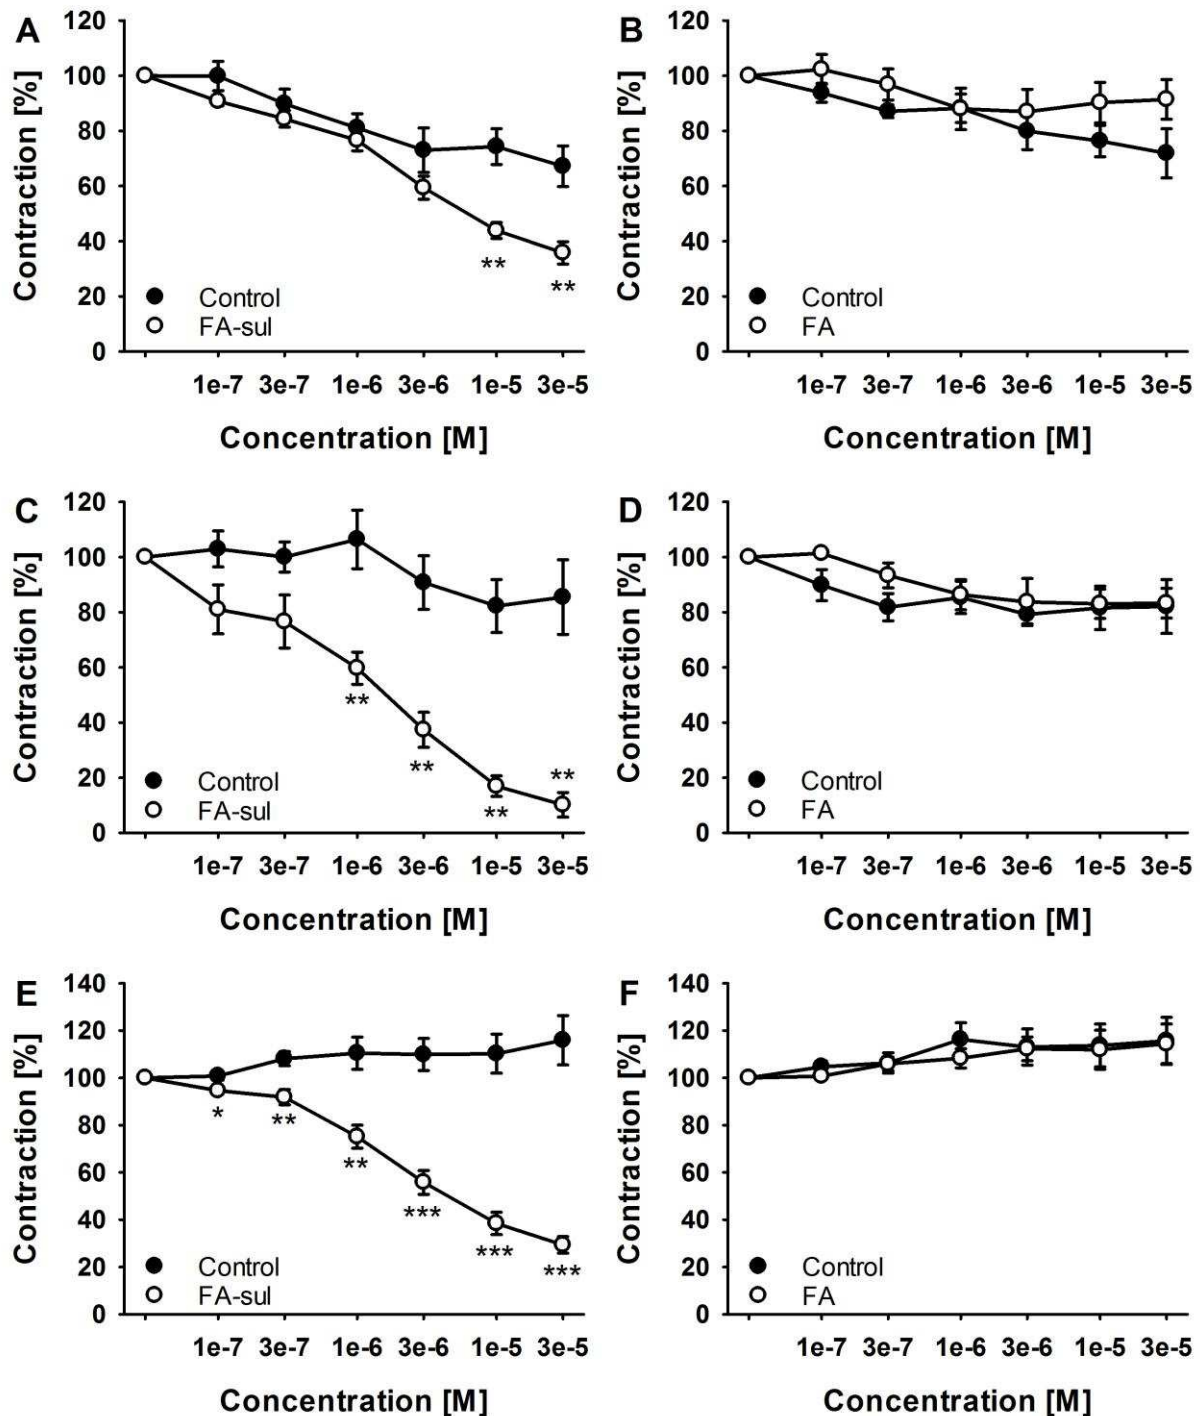 A
Contraction [%]
120
100
80
60
40
20
0
**
**
Control
FA-sul
1e-7 3e-7 1e-6 3e-6 1e-5 3e-5
Concentration [M]
B
Contraction [%]
120
100
80
60
40
20
0
Control
FA
1e-7 3e-7 1e-6 3e-6 1e-5 3e-5
Concentration [M]
C
Contraction [%]
120
100
80
60
40
20
0
**
**
**
**
Control
FA-sul
1e-7 3e-7 1e-6 3e-6 1e-5 3e-5
Concentration [M]
D
Contraction [%]
120
100
80
60
40
20
0
Control
FA
1e-7 3e-7 1e-6 3e-6 1e-5 3e-5
Concentration [M]
E
Contraction [%]
140
120
100
80
60
40
20
0
*
**
**
***
***
***
Control
FA-sul
1e-7 3e-7 1e-6 3e-6 1e-5 3e-5
Concentration [M]
F
Contraction [%]
140
120
100
80
60
40
20
0
Control
FA
1e-7 3e-7 1e-6 3e-6 1e-5 3e-5
Concentration [M]